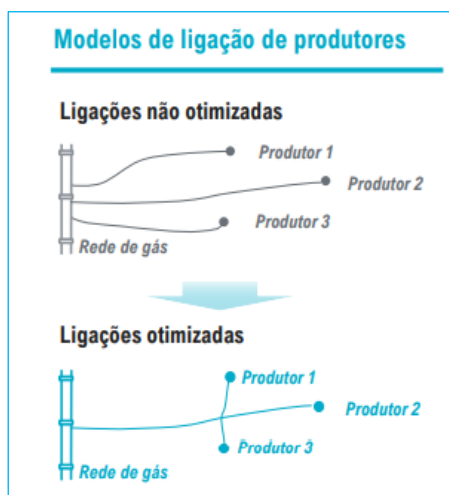 Modelos de ligação de produtores
Ligações não otimizadas
Produtor 1
Produtor 2
Produtor 3
Rede de gás
Ligações otimizadas
Produtor 1
Produtor 2
Produtor 3
Rede de gás